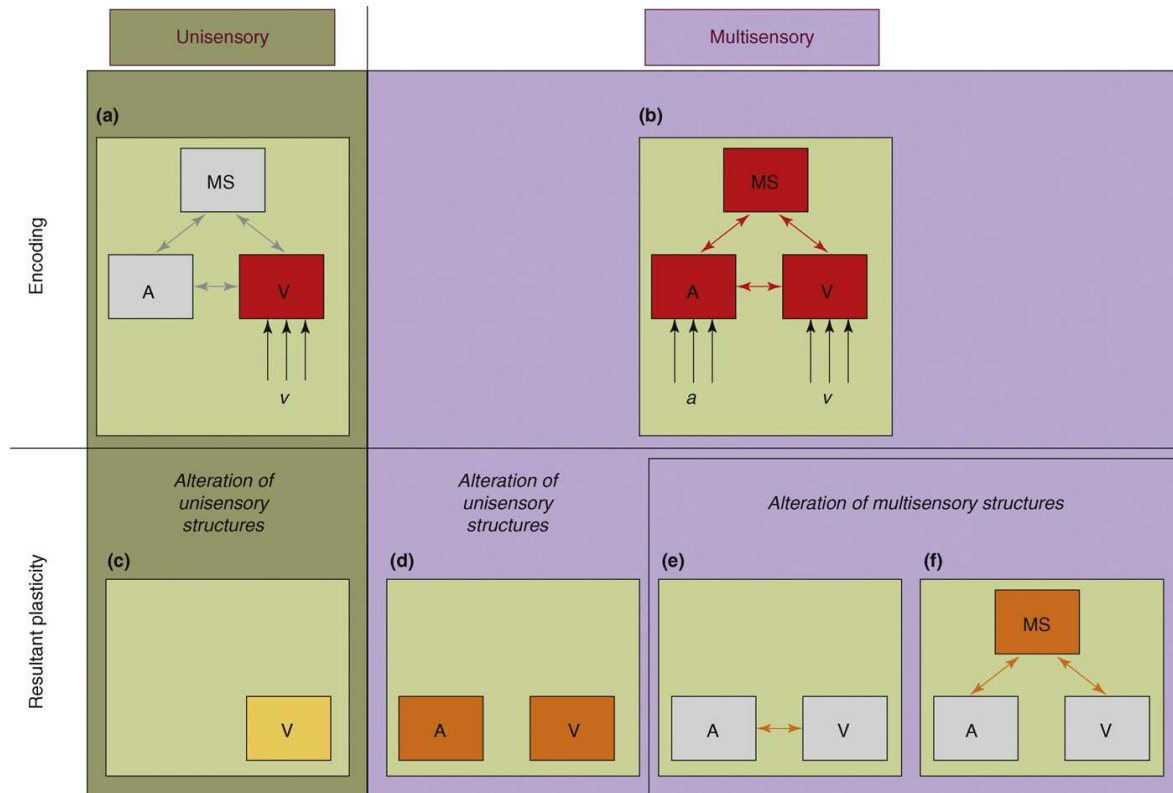 Unisensory
Multisensory
Encoding
(a)
MS
A
V
v
(b)
MS
A
V
a
v
Resultant plasticity
Alteration of
unisensory
structures
Alteration of
unisensory
structures
Alteration of multisensory structures
(c)
V
(d)
A
V
(e)
A
V
(f)
MS
A
V